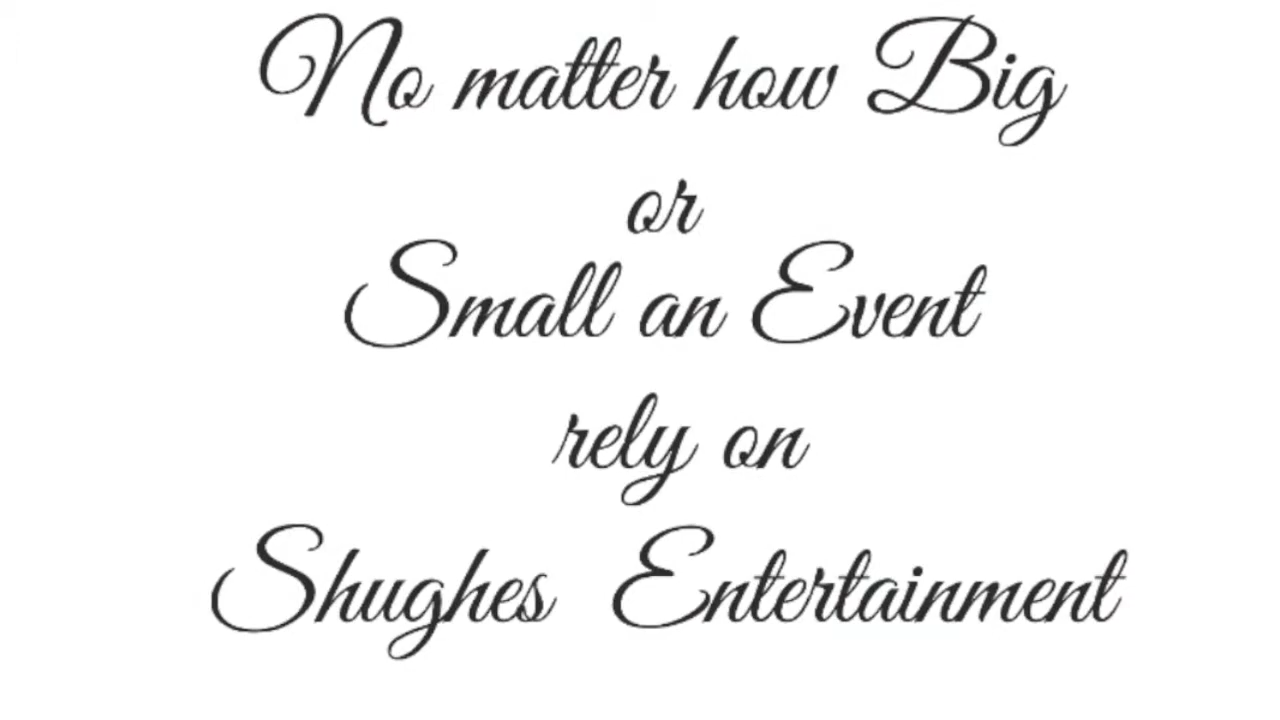 No matter how Big
or
Small an Event
rely on
Shughes Entertainment